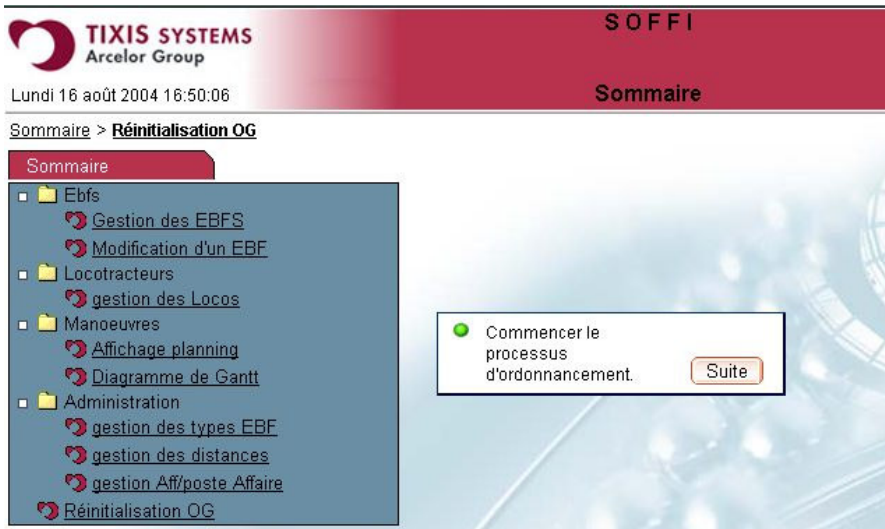 TIXIS SYSTEMS
Arcelor Group
SOFFI
Lundi 16 août 2004 16:50:06
Sommaire
Sommaire > Réinitialisation OG
Sommaire
Ebfs
Gestion des EBFS
Modification d'un EBF
Locotracteurs
gestion des Locos
Manoeuvres
Affichage planning
Diagramme de Gantt
Administration
gestion des types EBF
gestion des distances
gestion Aff/poste Affaire
Réinitialisation OG
Commencer le
processus
d'ordonnancement.
Suite